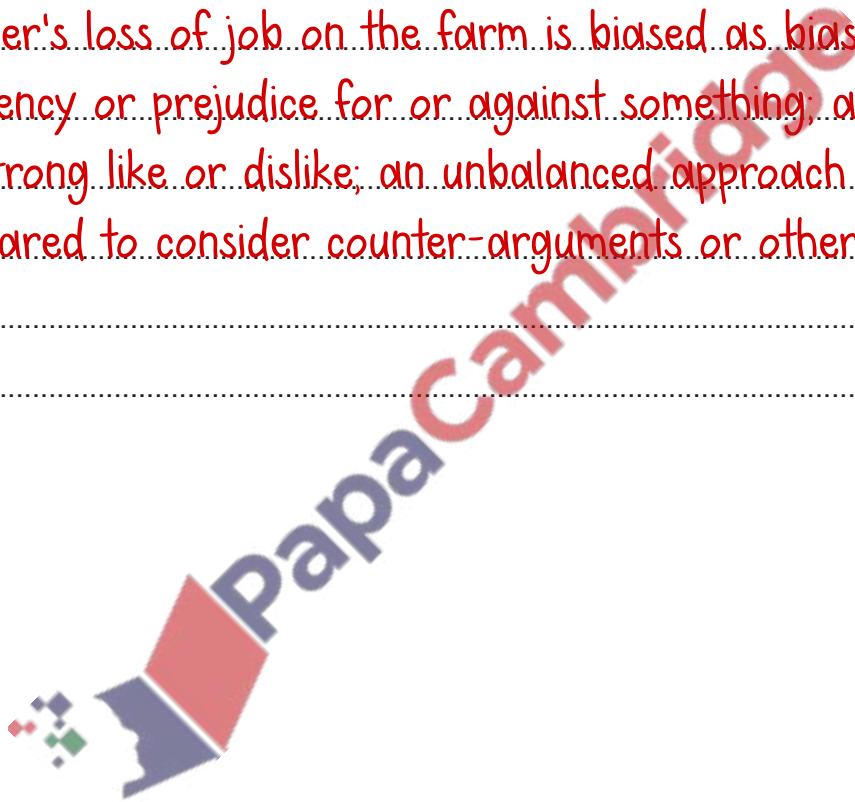 er's loss of job on the farm is biased as bias
ency or prejudice for or against something; a
rong like or dislike; an unbalanced approach
ared to consider counter-arguments or other
PapaCambridge